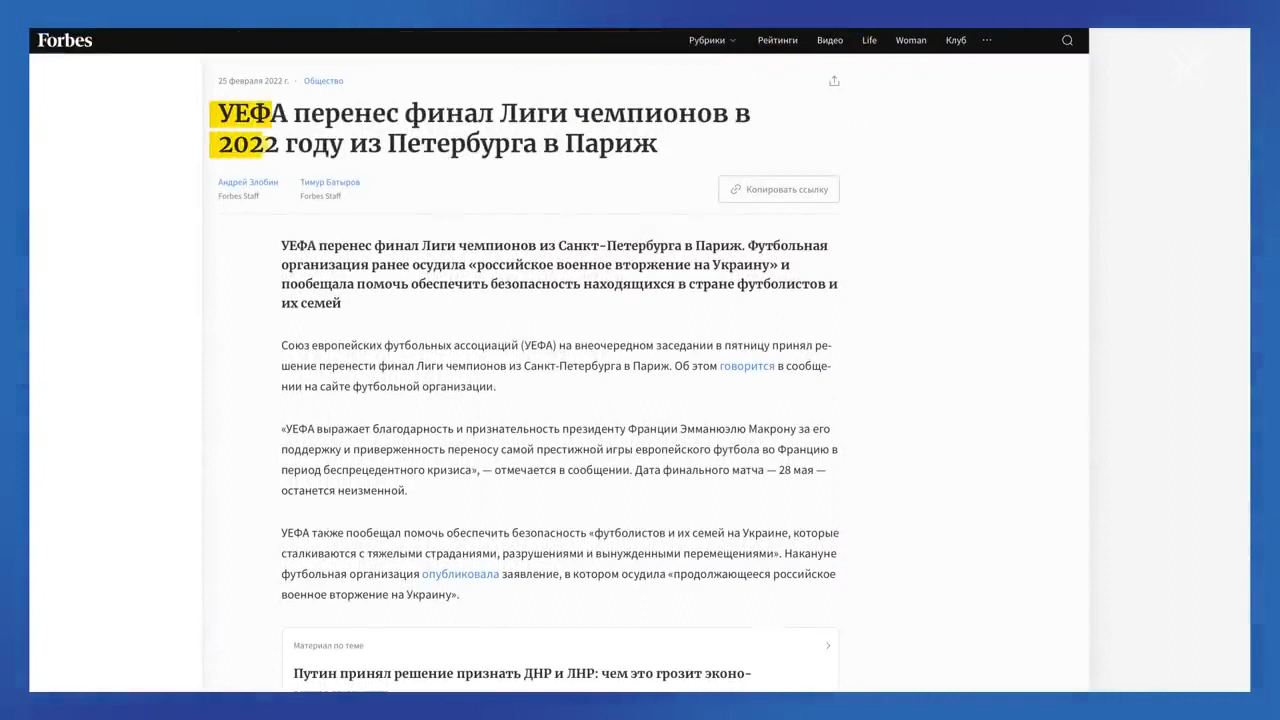 Forbes
Рубрики Рейтинги Видео Life Woman Клуб ...
25 февраля 2022 г. · Общество
УЕФА перенес финал Лиги чемпионов в
2022 году из Петербурга в Париж
Андрей Злобин Тимур Батыров
Forbes Staff Forbes Staff
Копировать ссылку
УЕФА перенес финал Лиги чемпионов из Санкт-Петербурга в Париж. Футбольная
организация ранее осудила «российское военное вторжение на Украину» и
пообещала помочь обеспечить безопасность находящихся в стране футболистов и
их семей
Союз европейских футбольных ассоциаций (УЕФА) на внеочередном заседании в пятницу принял ре-
шение перенести финал Лиги чемпионов из Санкт-Петербурга в Париж. Об этом говорится в сообще-
нии на сайте футбольной организации.
«УЕФА выражает благодарность и признательность президенту Франции Эмманюэлю Макрону за его
поддержку и приверженность переносу самой престижной игры европейского футбола во Францию в
период беспрецедентного кризиса», — отмечается в сообщении. Дата финального матча — 28 мая —
останется неизменной.
УЕФА также пообещал помочь обеспечить безопасность «футболистов и их семей на Украине, которые
сталкиваются с тяжелыми страданиями, разрушениями и вынужденными перемещениями». Накануне
футбольная организация опубликовала заявление, в котором осудила «продолжающееся российское
военное вторжение на Украину».
Материал по теме
Путин принял решение признать ДНР и ЛНР: чем это грозит эконо-